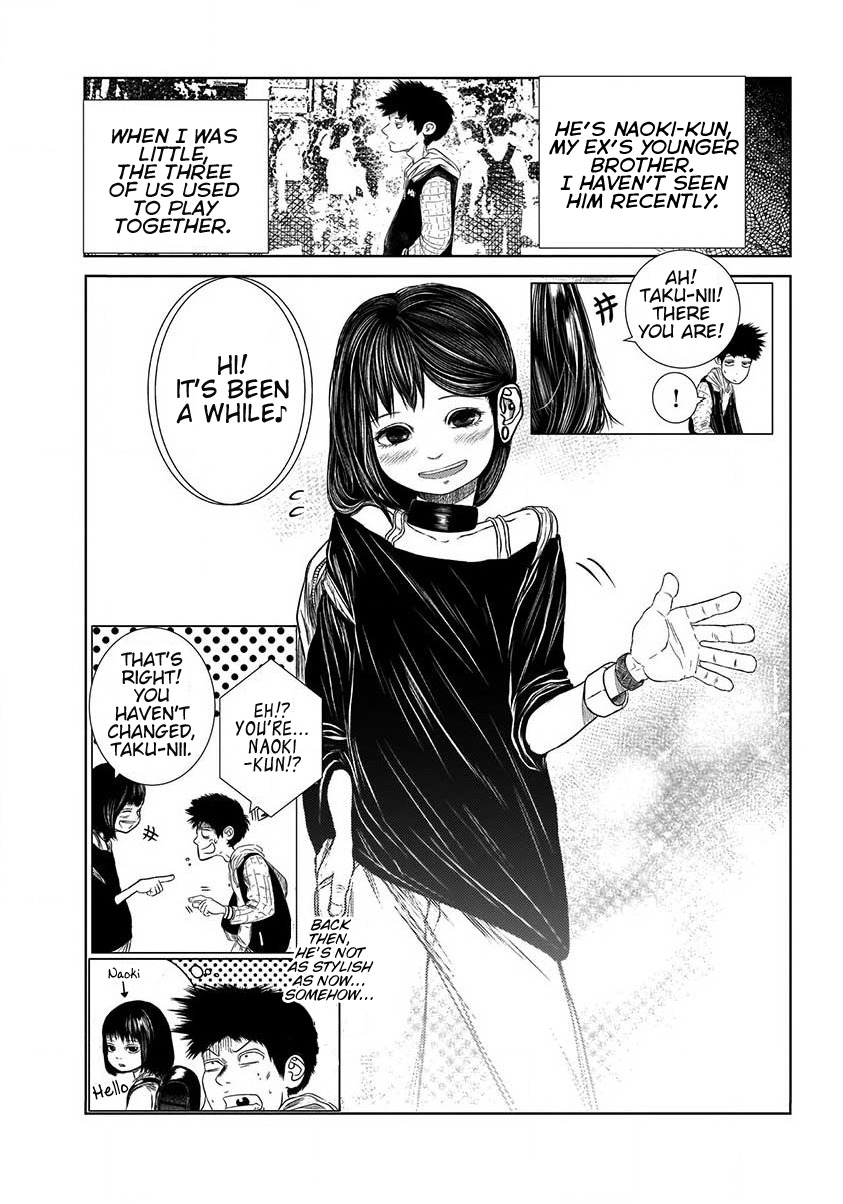 HE'S NAOKI-KUN,
MY EX'S YOUNGER
BROTHER.
I HAVEN'T SEEN
HIM RECENTLY.
WHEN I WAS
LITTLE,
THE THREE
OF US USED
TO PLAY
TOGETHER.
AH!
TAKU-NII!
THERE
YOU ARE!
!
HI!
IT'S BEEN
A WHILE♪
EH!?
YOU'RE...
NAOKI
-KUN!?
THAT'S
RIGHT!
YOU
HAVEN'T
CHANGED,
TAKU-NII.
BACK
THEN,
HE'S NOT
AS STYLISH
AS NOW...
SOMEHOW...
Naoki
Hello